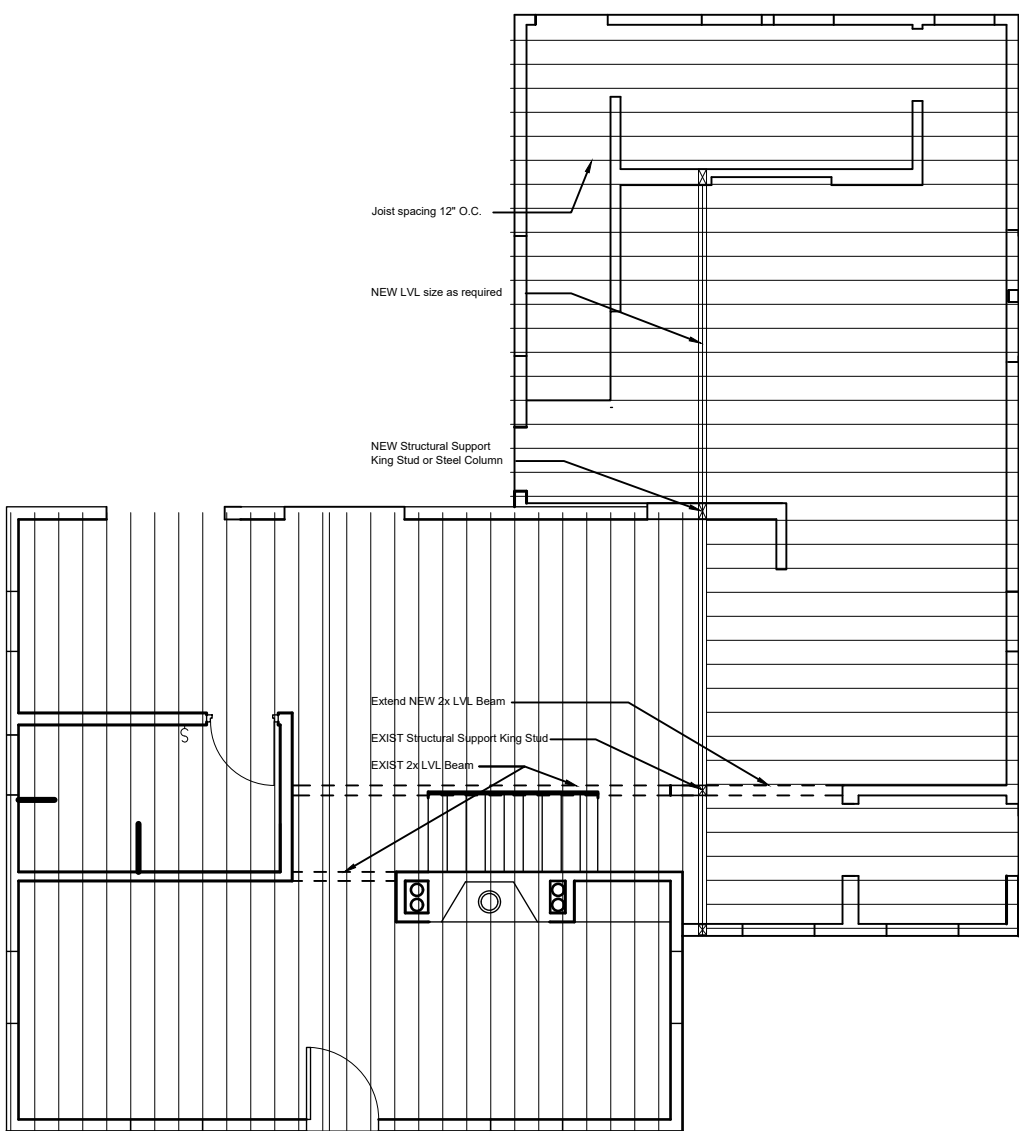 Joist spacing 12" O.C.
NEW LVL size as required
NEW Structural Support
King Stud or Steel Column
Extend NEW 2x LVL Beam
EXIST Structural Support King Stud
EXIST 2x LVL Beam
S